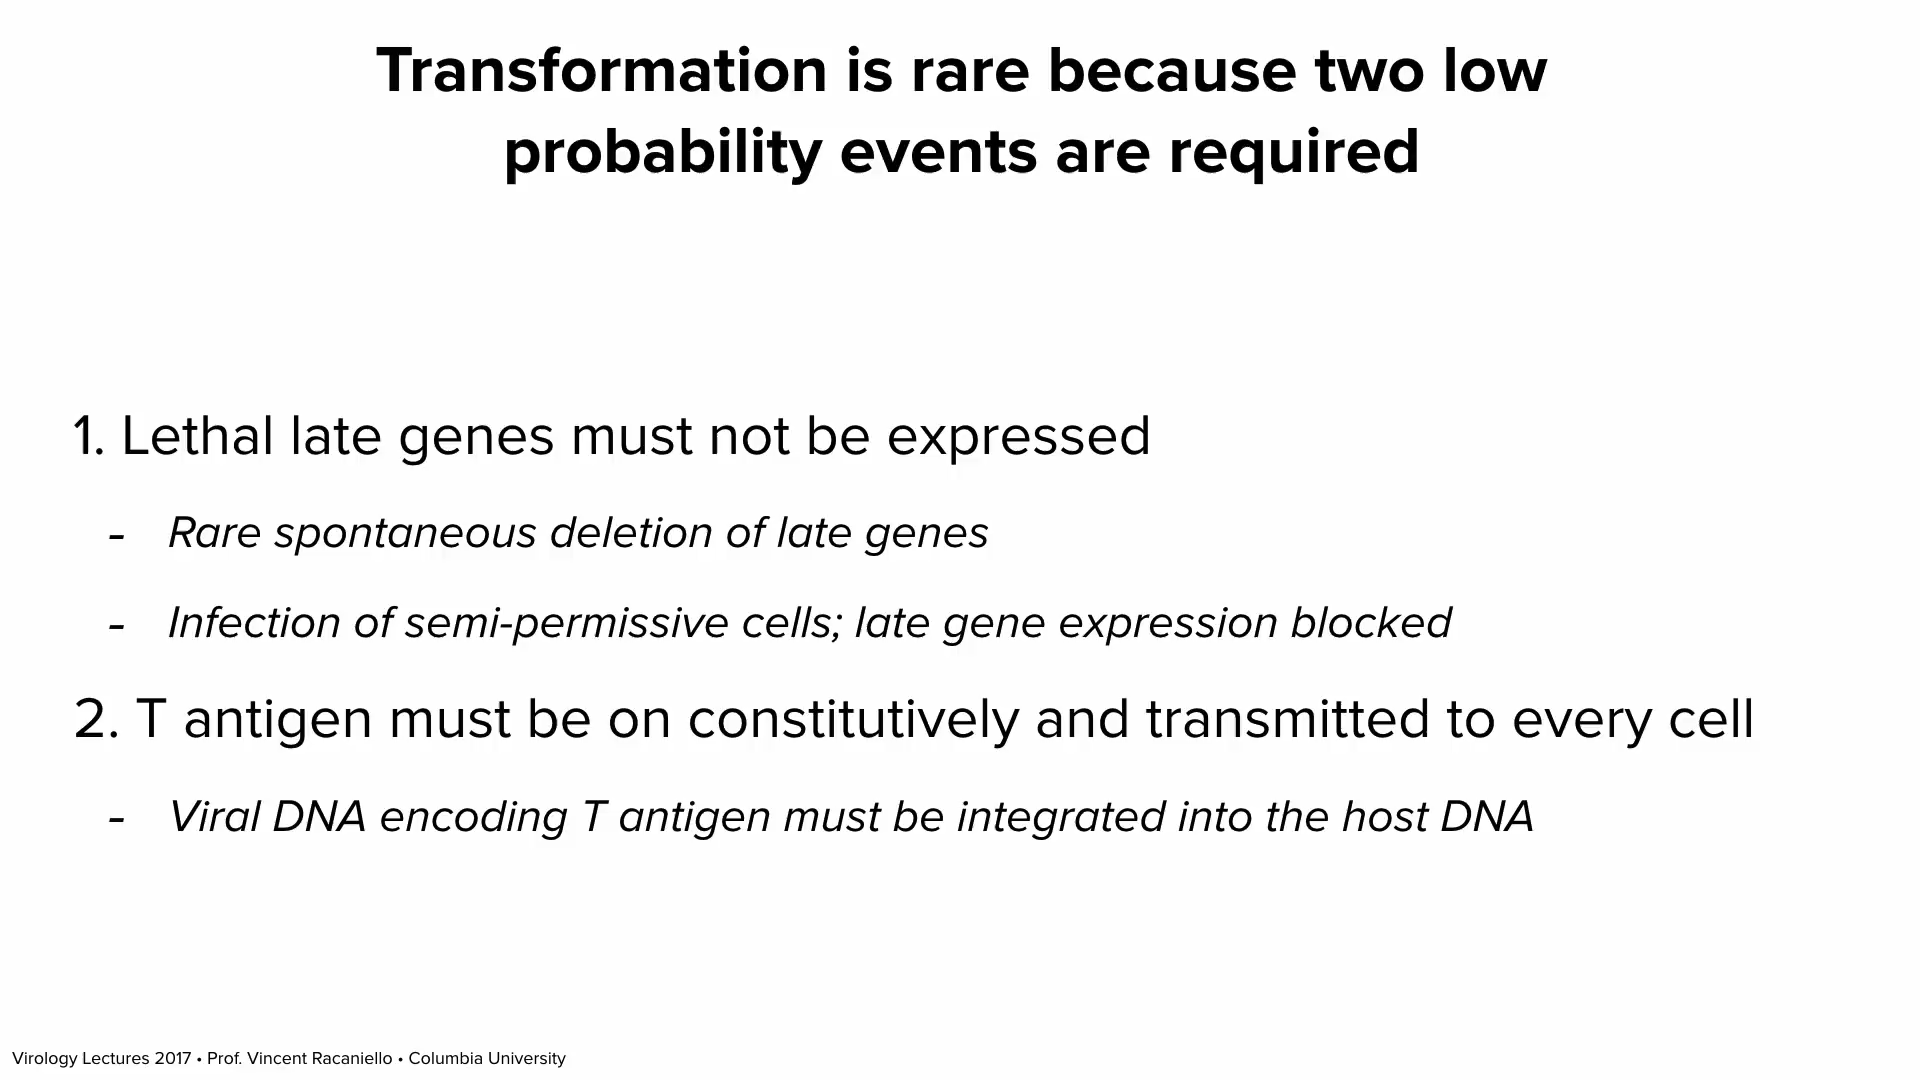 Transformation is rare because two low
probability events are required
1. Lethal late genes must not be expressed
- Rare spontaneous deletion of late genes
- Infection of semi-permissive cells; late gene expression blocked
2. T antigen must be on constitutively and transmitted to every cell
- Viral DNA encoding T antigen must be integrated into the host DNA
Virology Lectures 2017 • Prof. Vincent Racaniello • Columbia University